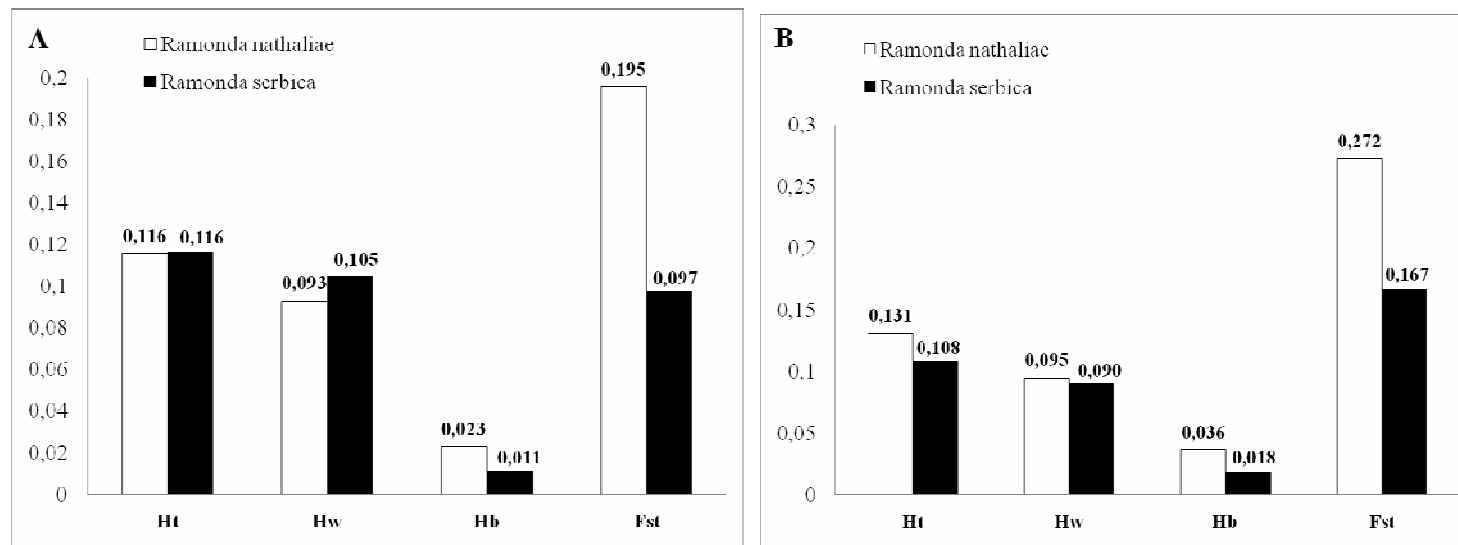 A
Ramonda nathaliae
Ramonda serbica
0,2
0,18
0,16
0,14
0,12
0,1
0,08
0,06
0,04
0,02
0
0,116
0,116
0,093
0,105
0,023
0,011
0,195
0,097
Ht
Hw
Hb
Fst
B
Ramonda nathaliae
Ramonda serbica
0,3
0,25
0,2
0,15
0,1
0,05
0
0,131
0,108
0,095
0,090
0,036
0,018
0,272
0,167
Ht
Hw
Hb
Fst